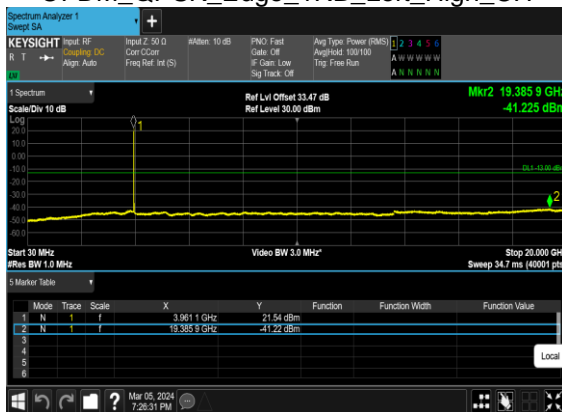 Spectrum Analyzer 1
Swept SA
+
KEYSIGHT Input: RF Input Z: 50 Ω #Atten: 10 dB PNO: Fast Avg Type: Power (RMS) 1 2 3 4 5 6
R T Coupling: DC Corr CCorr Gate: Off Avg|Hold: 100/100 A W W W W W
Align: Auto Freq Ref: Int (S) IF Gain: Low Trig: Free Run A N N N N N
Sig Track: Off
LW
1 Spectrum Ref Lvl Offset 33.47 dB Mkr2 19.385 9 GHz
Scale/Div 10 dB Ref Level 30.00 dBm -41.225 dBm
Log
20.0
10.0
0.00
-10.0
-20.0
-30.0
-40.0
-50.0
-60.0
1
DL1 -13.00 dBm
2
Start 30 MHz Video BW 3.0 MHz* Stop 20.000 GHz
#Res BW 1.0 MHz Sweep 34.7 ms (40001 pts)
5 Marker Table
Mode Trace Scale X Y Function Function Width Function Value
1 N 1 f 3.961 1 GHz 21.54 dBm
2 N 1 f 19.385 9 GHz -41.22 dBm
3
4
5
6
Local
? Mar 05, 2024
7:26:31 PM